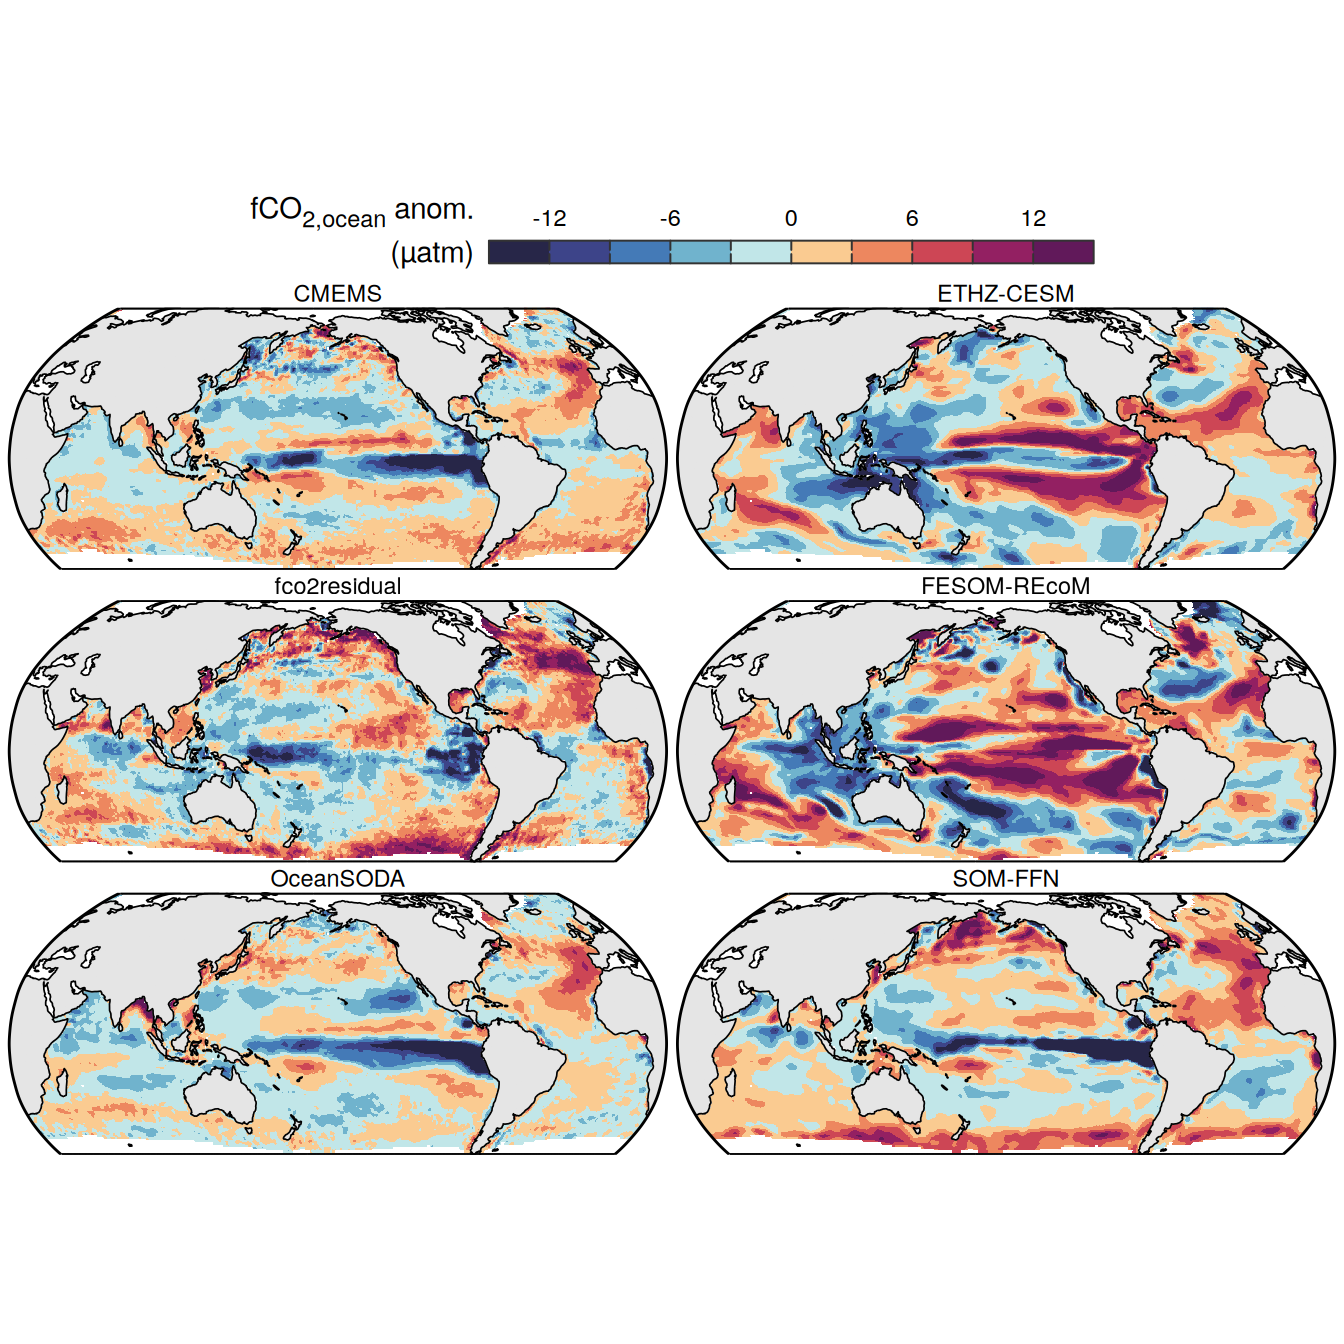 fCO2,ocean anom.
(µatm)
-12 -6 0 6 12
CMEMS
ETHZ-CESM
fco2residual
FESOM-REcoM
OceanSODA
SOM-FFN